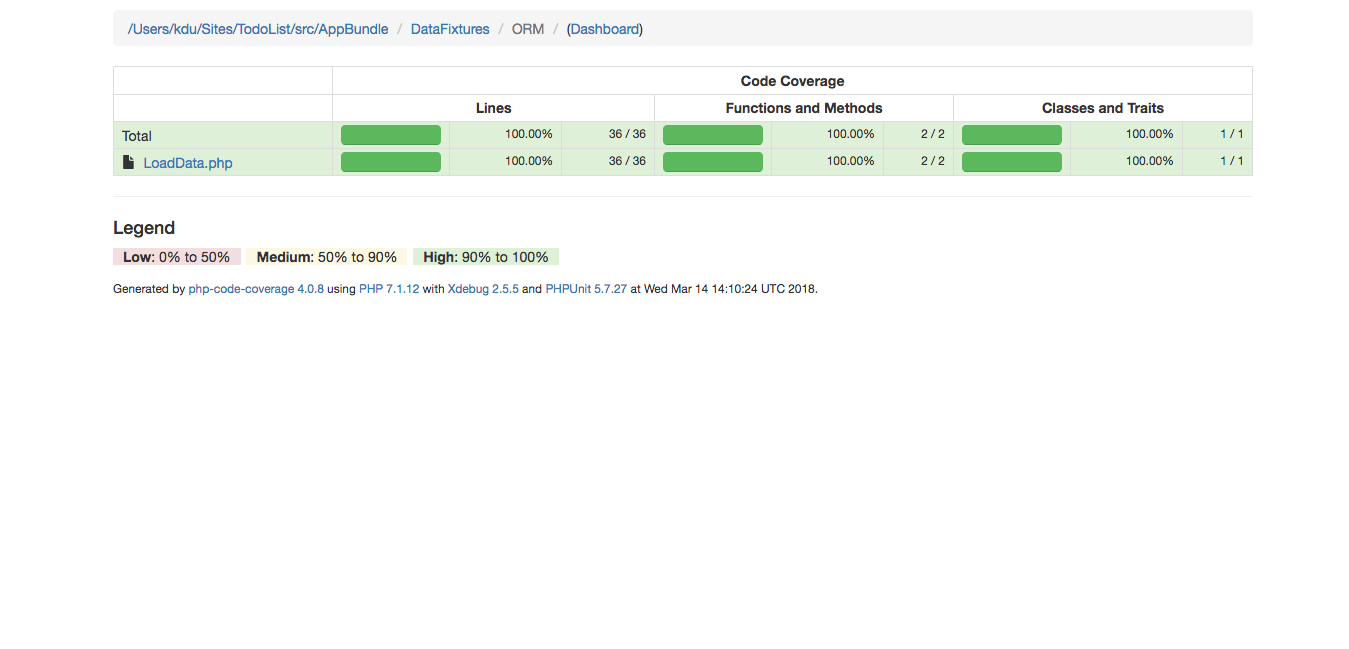 /Users/kdu/Sites/TodoList/src/AppBundle / DataFixtures / ORM / (Dashboard)
Code Coverage
Lines Functions and Methods Classes and Traits
Total 100.00% 36 / 36 100.00% 2 / 2 100.00% 1 / 1
LoadData.php 100.00% 36 / 36 100.00% 2 / 2 100.00% 1 / 1
Legend
Low: 0% to 50% Medium: 50% to 90% High: 90% to 100%
Generated by php-code-coverage 4.0.8 using PHP 7.1.12 with Xdebug 2.5.5 and PHPUnit 5.7.27 at Wed Mar 14 14:10:24 UTC 2018.